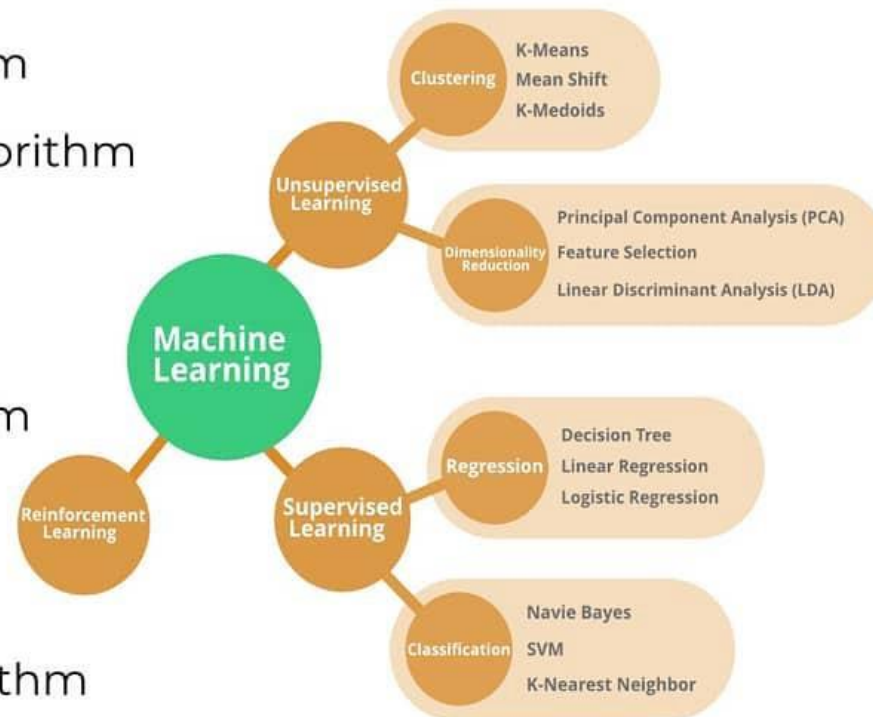 m
orithm
m
thm
Machine
Learning
Unsupervised
Learning
Clustering
K-Means
Mean Shift
K-Medoids
Dimensionality
Reduction
Principal Component Analysis (PCA)
Feature Selection
Linear Discriminant Analysis (LDA)
Reinforcement
Learning
Supervised
Learning
Regression
Decision Tree
Linear Regression
Logistic Regression
Classification
Navie Bayes
SVM
K-Nearest Neighbor